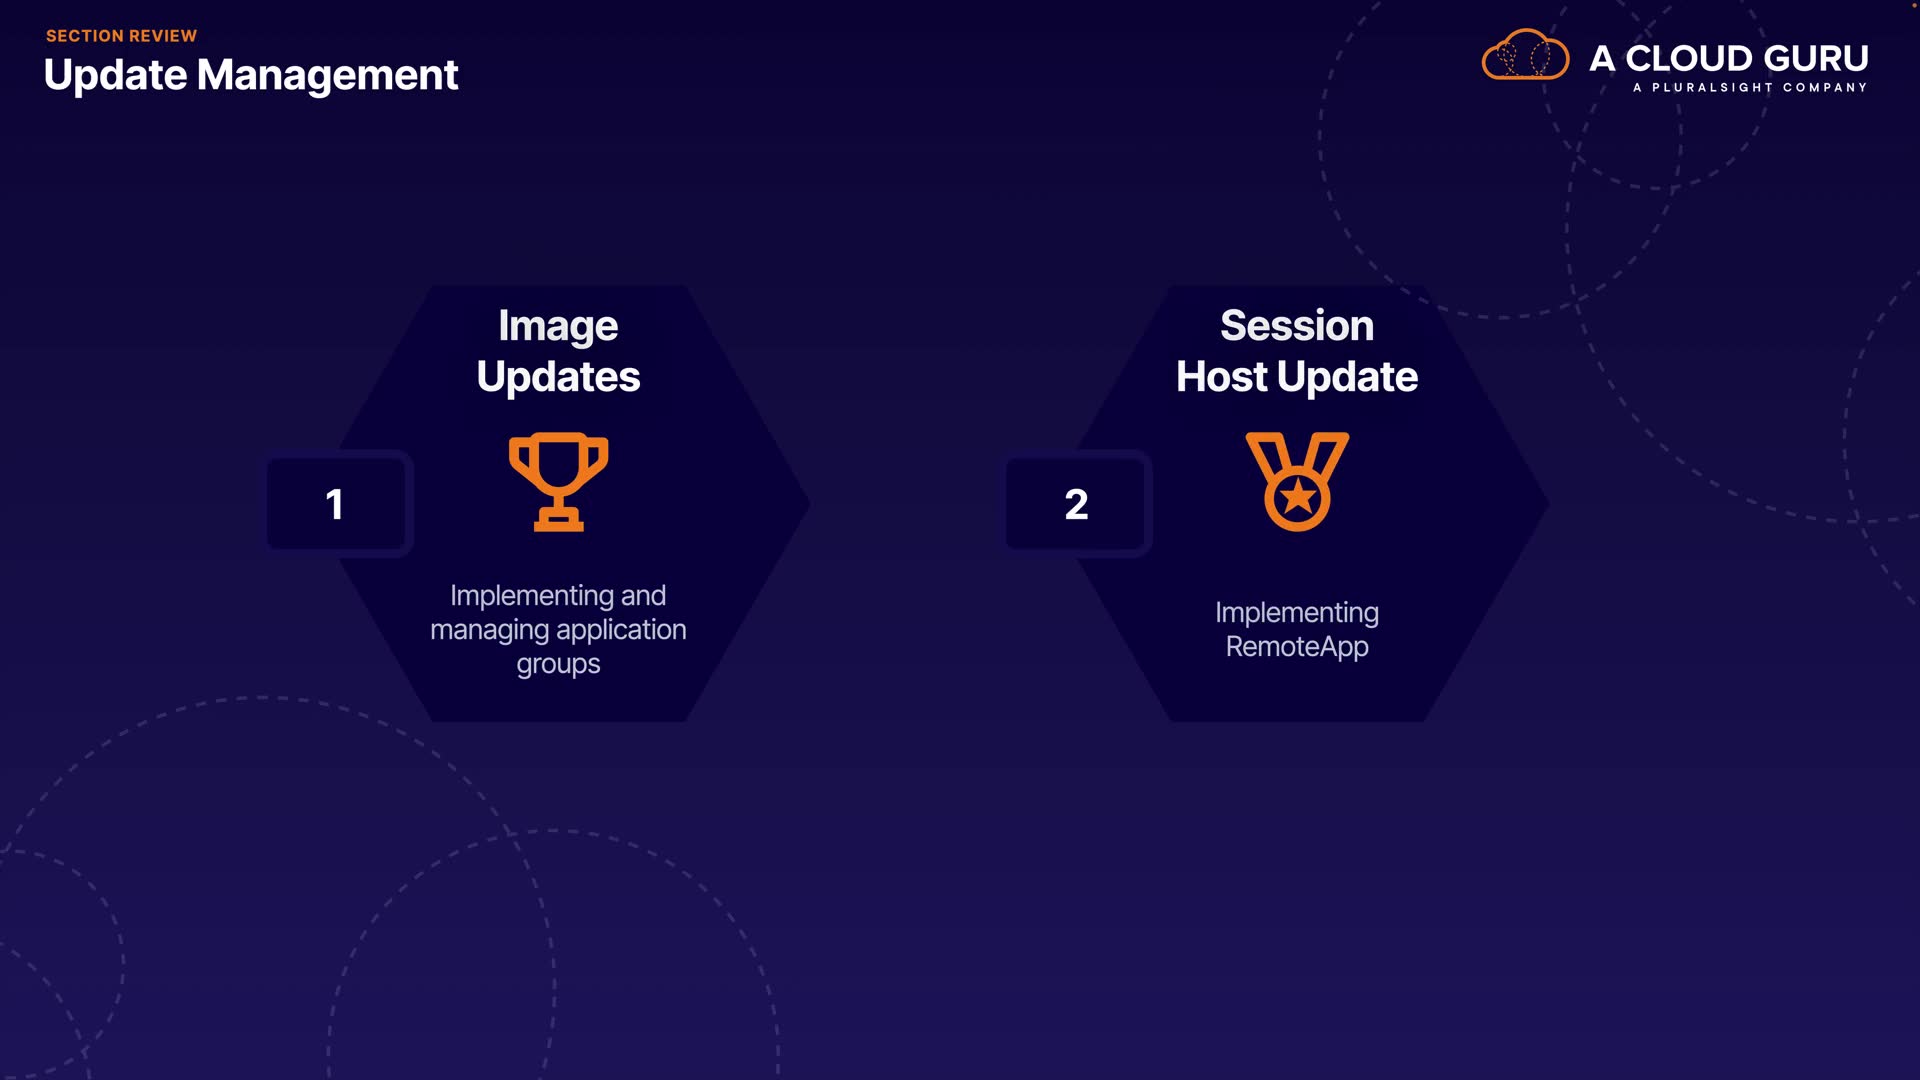 SECTION REVIEW
Update Management
A CLOUD GURU
A PLURALSIGHT COMPANY
Image
Updates
1
Implementing and
managing application
groups
Session
Host Update
2
Implementing
RemoteApp